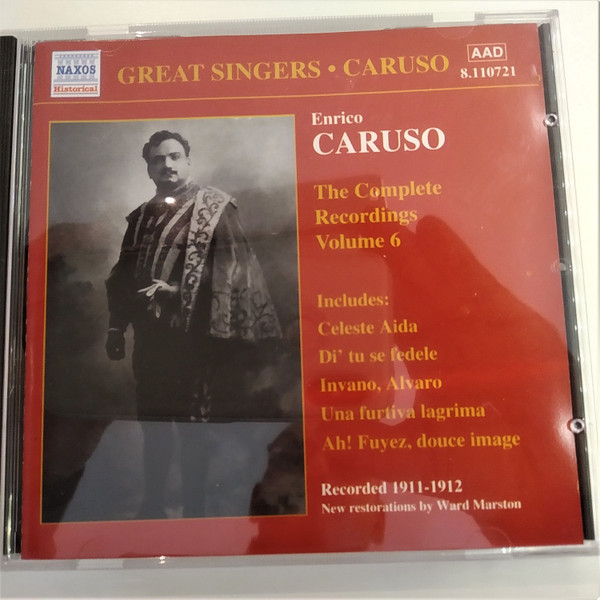 NAXOS
Historical
GREAT SINGERS • CARUSO
AAD
8.110721
Enrico
CARUSO
The Complete
Recordings
Volume 6
Includes:
Celeste Aida
Di' tu se fedele
Invano, Alvaro
Una furtiva lagrima
Ah! Fuyez, douce image
Recorded 1911-1912
New restorations by Ward Marston